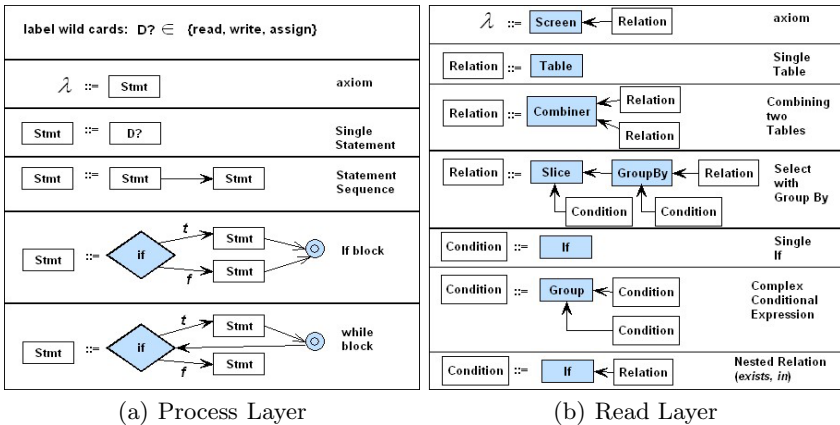 label wild cards: D? ∈ {read, write, assign}
λ ::= Stmt axiom
Stmt ::= D? Single
Statement
Stmt ::= Stmt Stmt Statement
Sequence
t Stmt
Stmt ::= if If block
f Stmt
t Stmt
Stmt ::= if while
block
f Stmt
(a) Process Layer
λ ::= Screen Relation axiom
Relation ::= Table Single
Table
Relation ::= Combiner Relation Combining
two
Tables
Relation
Relation ::= Slice GroupBy Relation Select
with
Group By
Condition Condition
Condition ::= If Single
If
Condition ::= Group Condition Complex
Conditional
Expression
Condition
Condition ::= If Relation Nested Relation
(exists, in)
(b) Read Layer